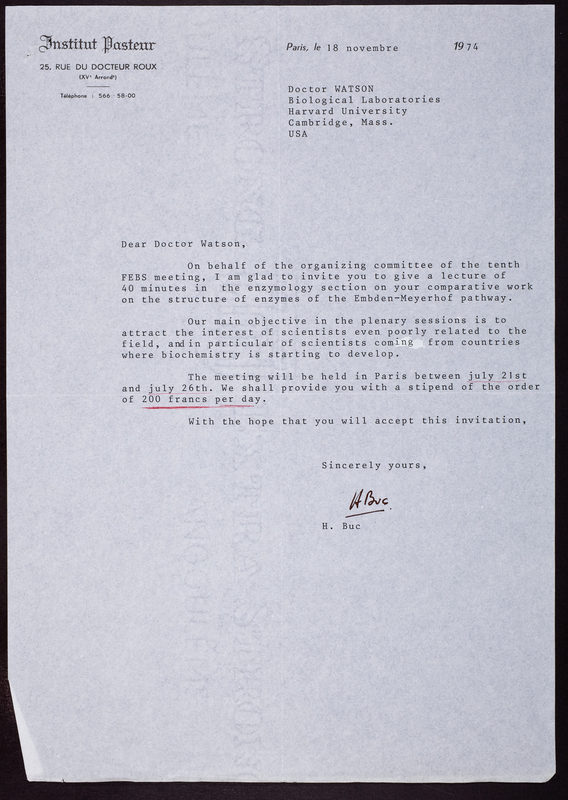 Institut Pasteur
25, RUE DU DOCTEUR ROUX
(XVᵉ Arrondᵗ)
Téléphone : 566 58-00
Paris, le 18 novembre 1974
Doctor WATSON
Biological Laboratories
Harvard University
Cambridge, Mass.
USA
Dear Doctor Watson,
On behalf of the organizing committee of the tenth
FEBS meeting, I am glad to invite you to give a lecture of
40 minutes in the enzymology section on your comparative work
on the structure of enzymes of the Embden-Meyerhof pathway.
Our main objective in the plenary sessions is to
attract the interest of scientists even poorly related to the
field, and in particular of scientists coming from countries
where biochemistry is starting to develop.
The meeting will be held in Paris between july 21st
and july 26th. We shall provide you with a stipend of the order
of 200 francs per day.
With the hope that you will accept this invitation,
Sincerely yours,
H Buc.
H. Buc